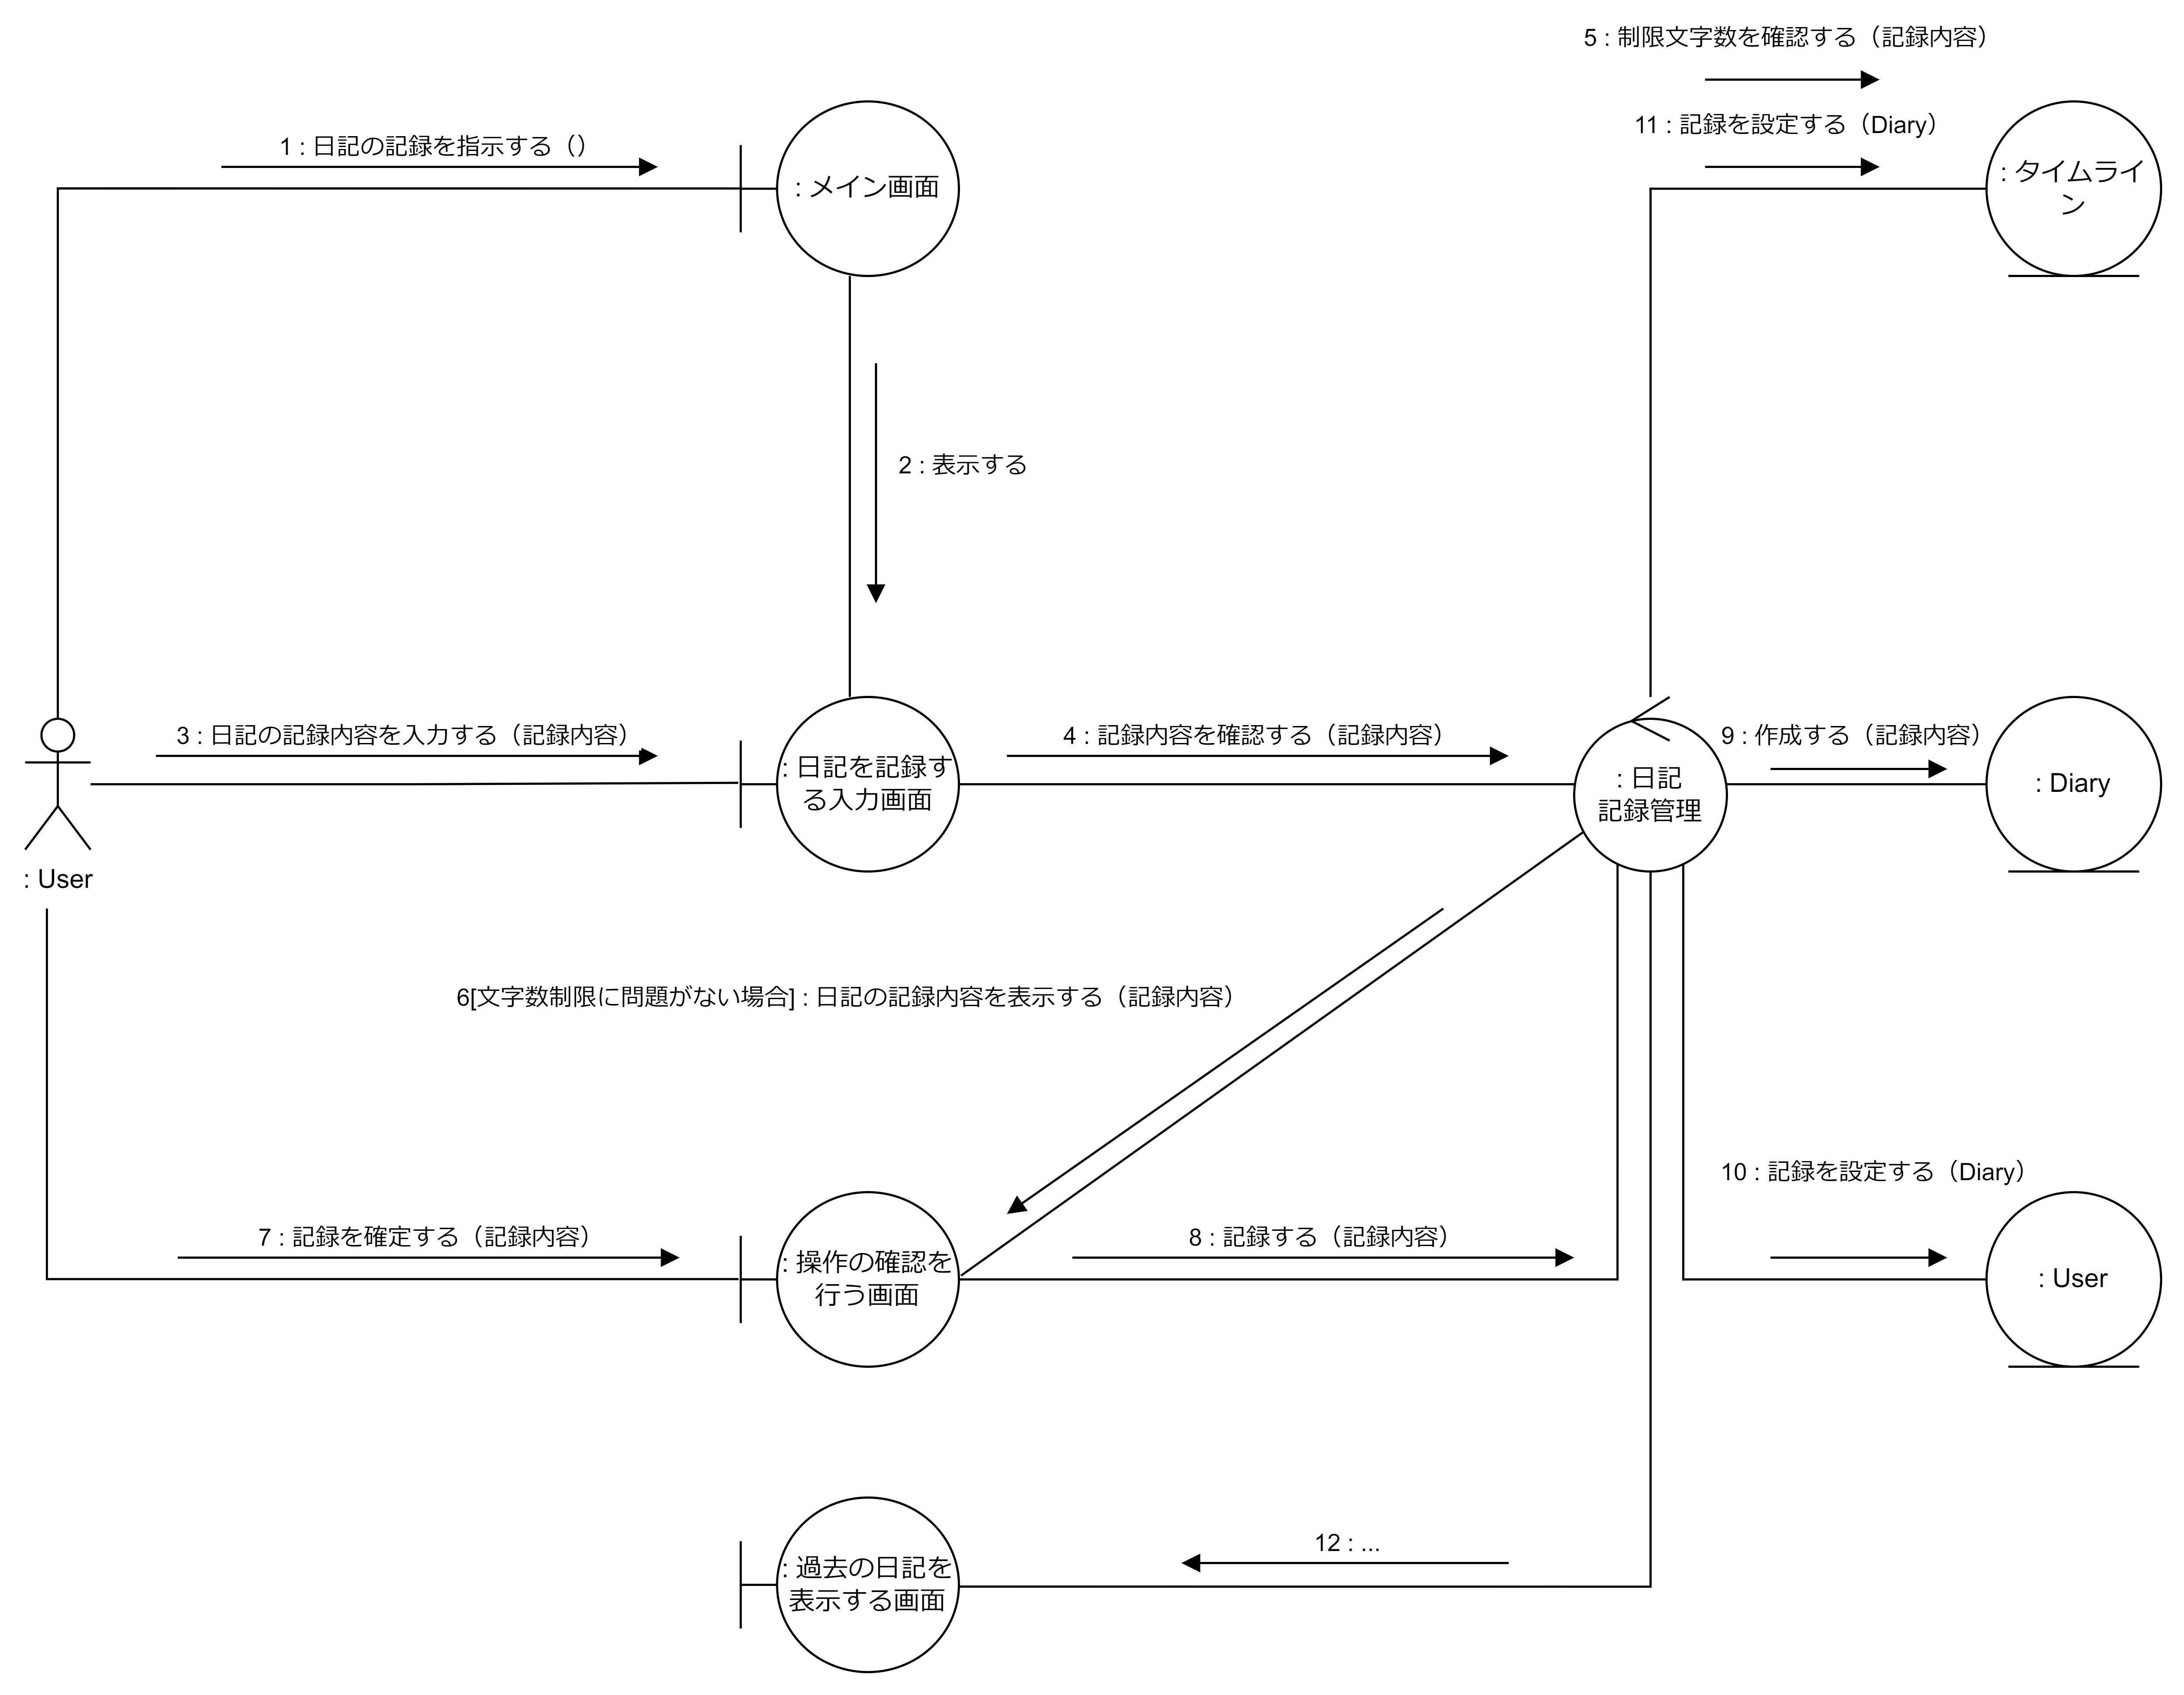 5 : 制限文字数を確認する（記録内容）
11 : 記録を設定する（Diary）
1 : 日記の記録を指示する（）
: メイン画面
: タイムライ
ン
2 : 表示する
3 : 日記の記録内容を入力する（記録内容）
4 : 記録内容を確認する（記録内容）
9 : 作成する（記録内容）
: 日記を記録す
る入力画面
: 日記
記録管理
: Diary
: User
6[文字数制限に問題がない場合] : 日記の記録内容を表示する（記録内容）
10 : 記録を設定する（Diary）
7 : 記録を確定する（記録内容）
8 : 記録する（記録内容）
: 操作の確認を
行う画面
: User
12 : ...
: 過去の日記を
表示する画面